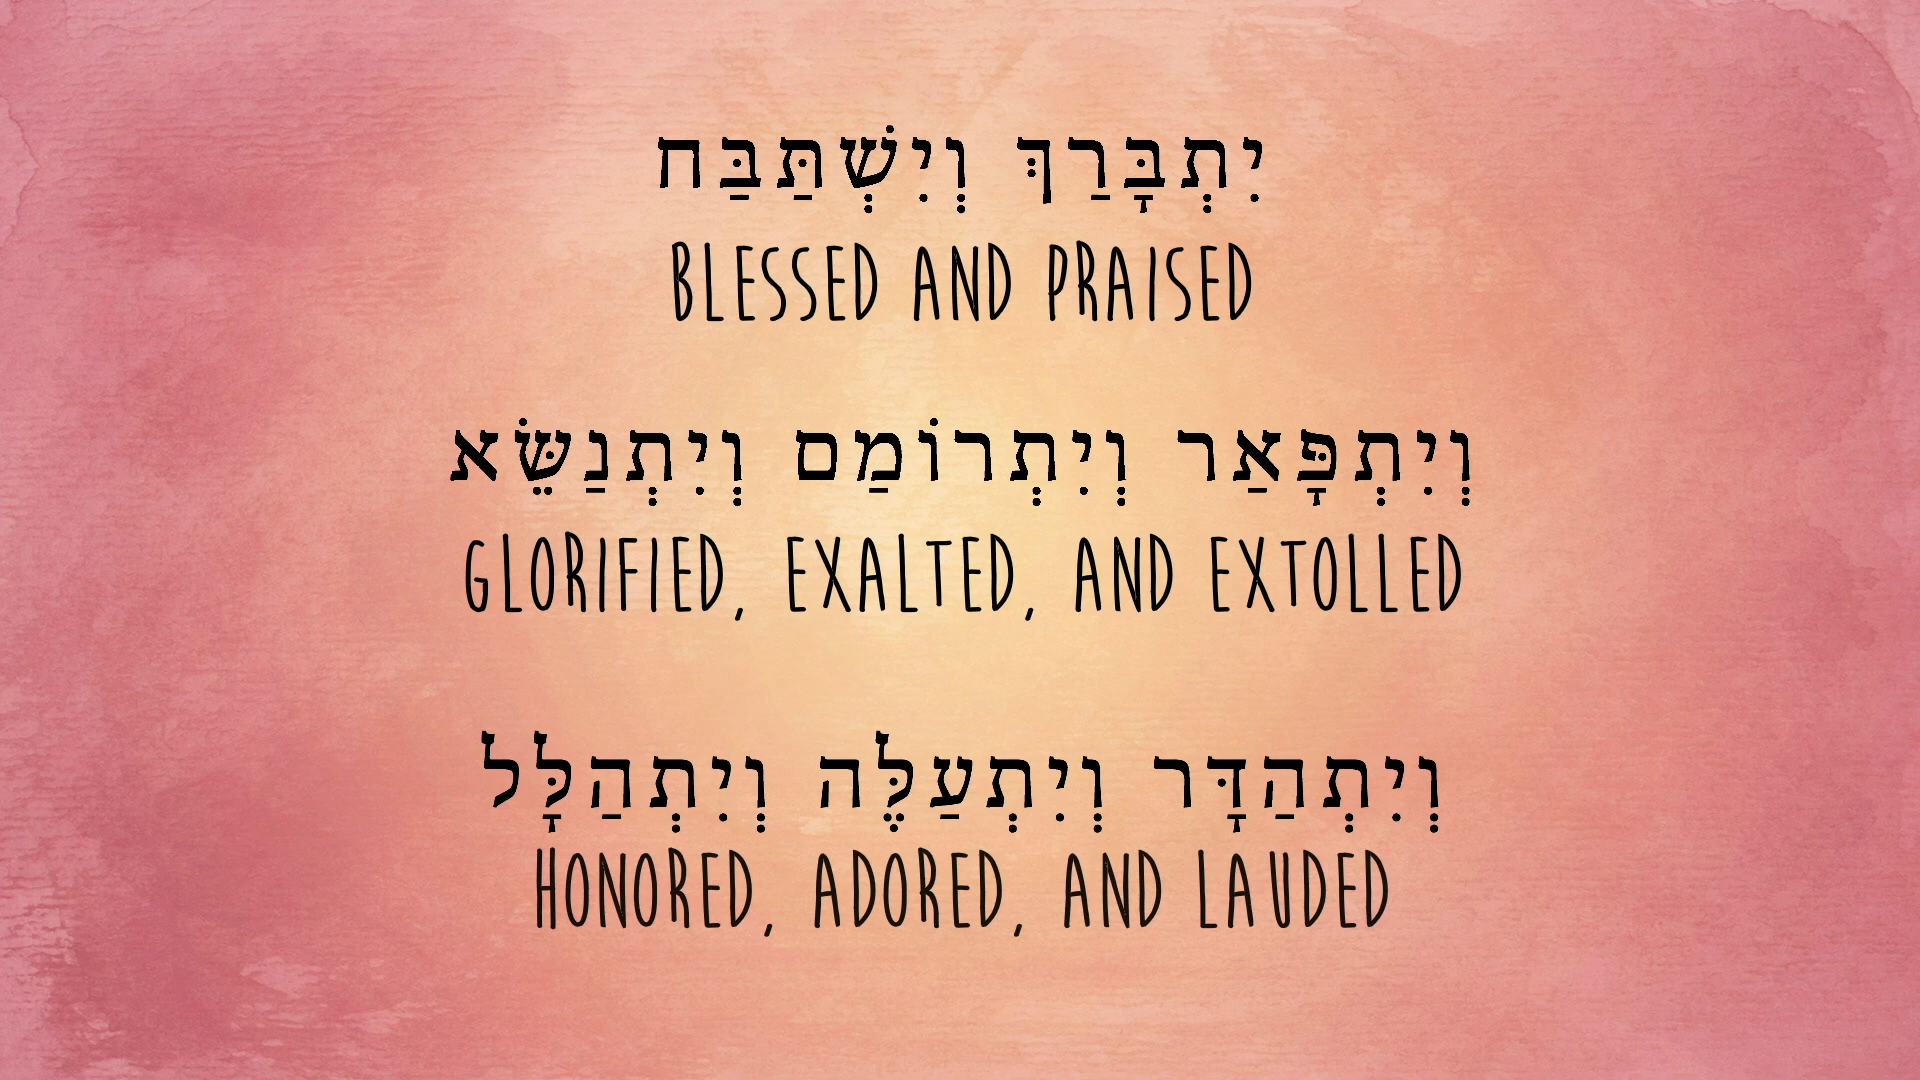 יִתְבָּרַךְ וְיִשְׁתַּבַּח
BLESSED AND PRAISED
וְיִתְפָּאַר וְיִתְרוֹמַם וְיִתְנַשֵּׂא
GLORIFIED, EXALTED, AND EXTOLLED
וְיִתְהַדָּר וְיִתְעַלֶּה וְיִתְהַלָּל
HONORED, ADORED, AND LAUDED